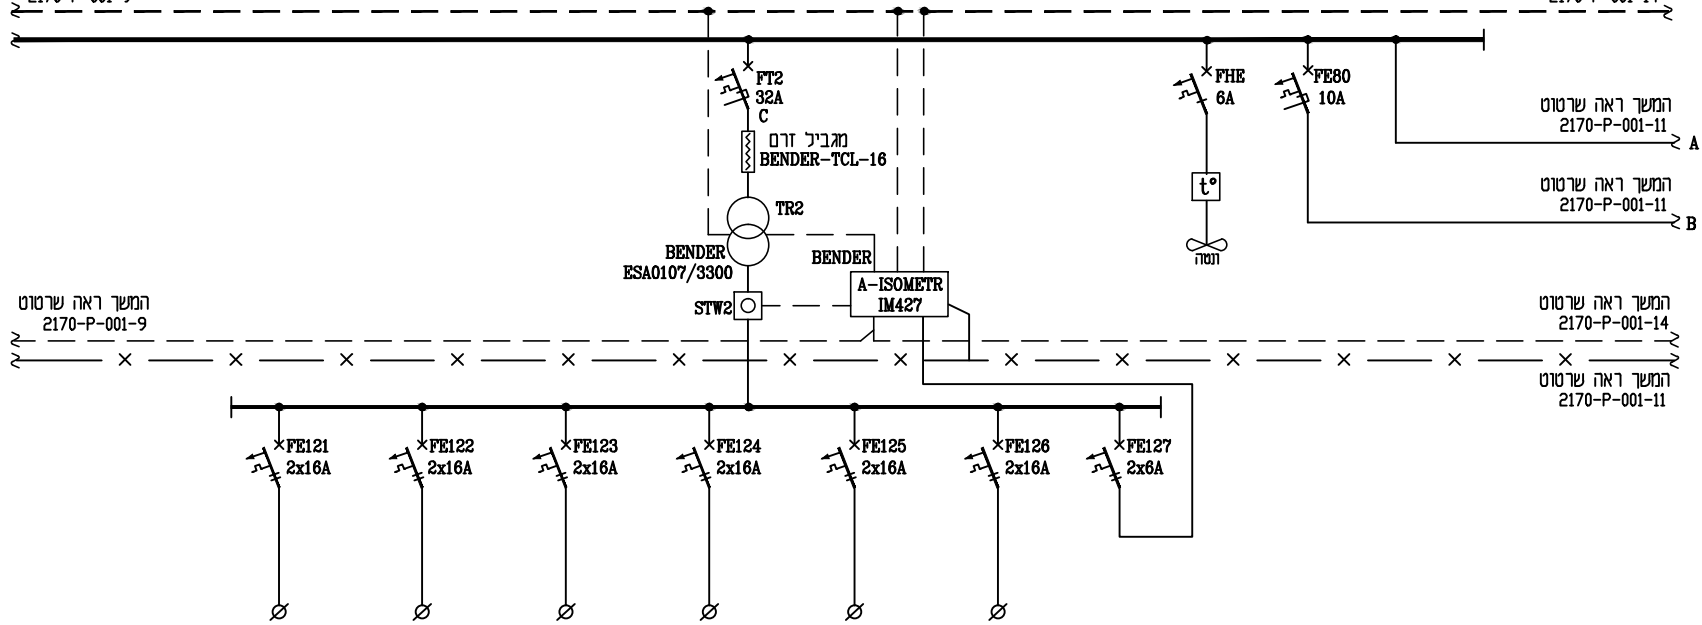 FT2
32A
C
FHE
6A
FE80
10A
המשך ראה שרטוט
2170-P-001-11
A
מגביל זרם
BENDER-TCL-16
t°
המשך ראה שרטוט
2170-P-001-11
B
TR2
BENDER
ESA0107/3300
BENDER
ונטה
A-ISOMETR
IM427
STW2
המשך ראה שרטוט
2170-P-001-9
המשך ראה שרטוט
2170-P-001-14
המשך ראה שרטוט
2170-P-001-11
FE121
2x16A
FE122
2x16A
FE123
2x16A
FE124
2x16A
FE125
2x16A
FE126
2x16A
FE127
2x6A